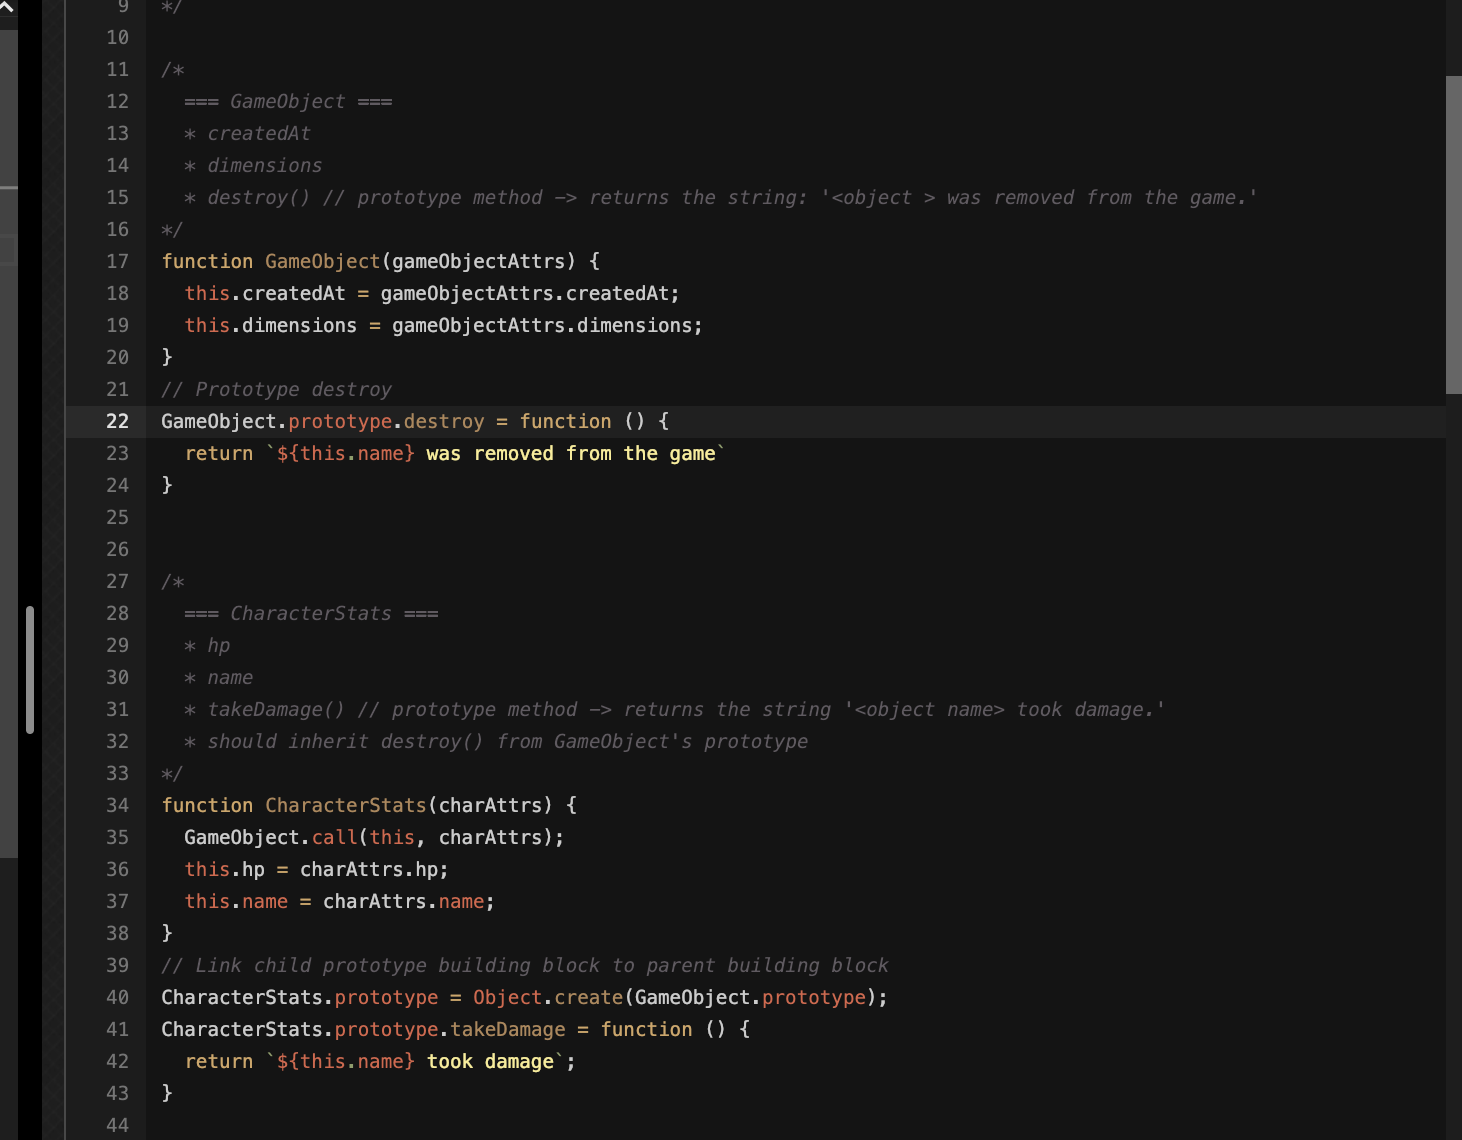 9 */
10
11 /*
12 === GameObject ===
13 * createdAt
14 * dimensions
15 * destroy() // prototype method -> returns the string: '<object > was removed from the game.'
16 */
17 function GameObject(gameObjectAttrs) {
18 this.createdAt = gameObjectAttrs.createdAt;
19 this.dimensions = gameObjectAttrs.dimensions;
20 }
21 // Prototype destroy
22 GameObject.prototype.destroy = function () {
23 return `${this.name} was removed from the game`
24 }
25
26
27 /*
28 === CharacterStats ===
29 * hp
30 * name
31 * takeDamage() // prototype method -> returns the string '<object name> took damage.'
32 * should inherit destroy() from GameObject's prototype
33 */
34 function CharacterStats(charAttrs) {
35 GameObject.call(this, charAttrs);
36 this.hp = charAttrs.hp;
37 this.name = charAttrs.name;
38 }
39 // Link child prototype building block to parent building block
40 CharacterStats.prototype = Object.create(GameObject.prototype);
41 CharacterStats.prototype.takeDamage = function () {
42 return `${this.name} took damage`;
43 }
44